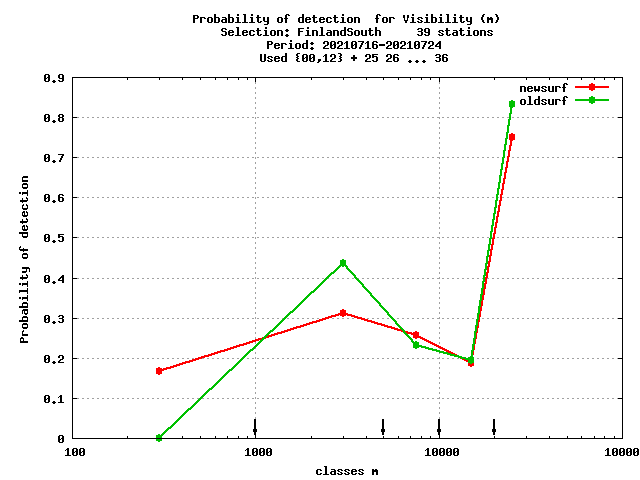 Probability of detection  for Visibility (m)
Selection: FinlandSouth     39 stations
Period: 20210716-20210724
Used {00,12} + 25 26 ... 36
newsurf
oldsurf
Probability of detection
0.9
0.8
0.7
0.6
0.5
0.4
0.3
0.2
0.1
0
100 1000 10000 10000
classes m